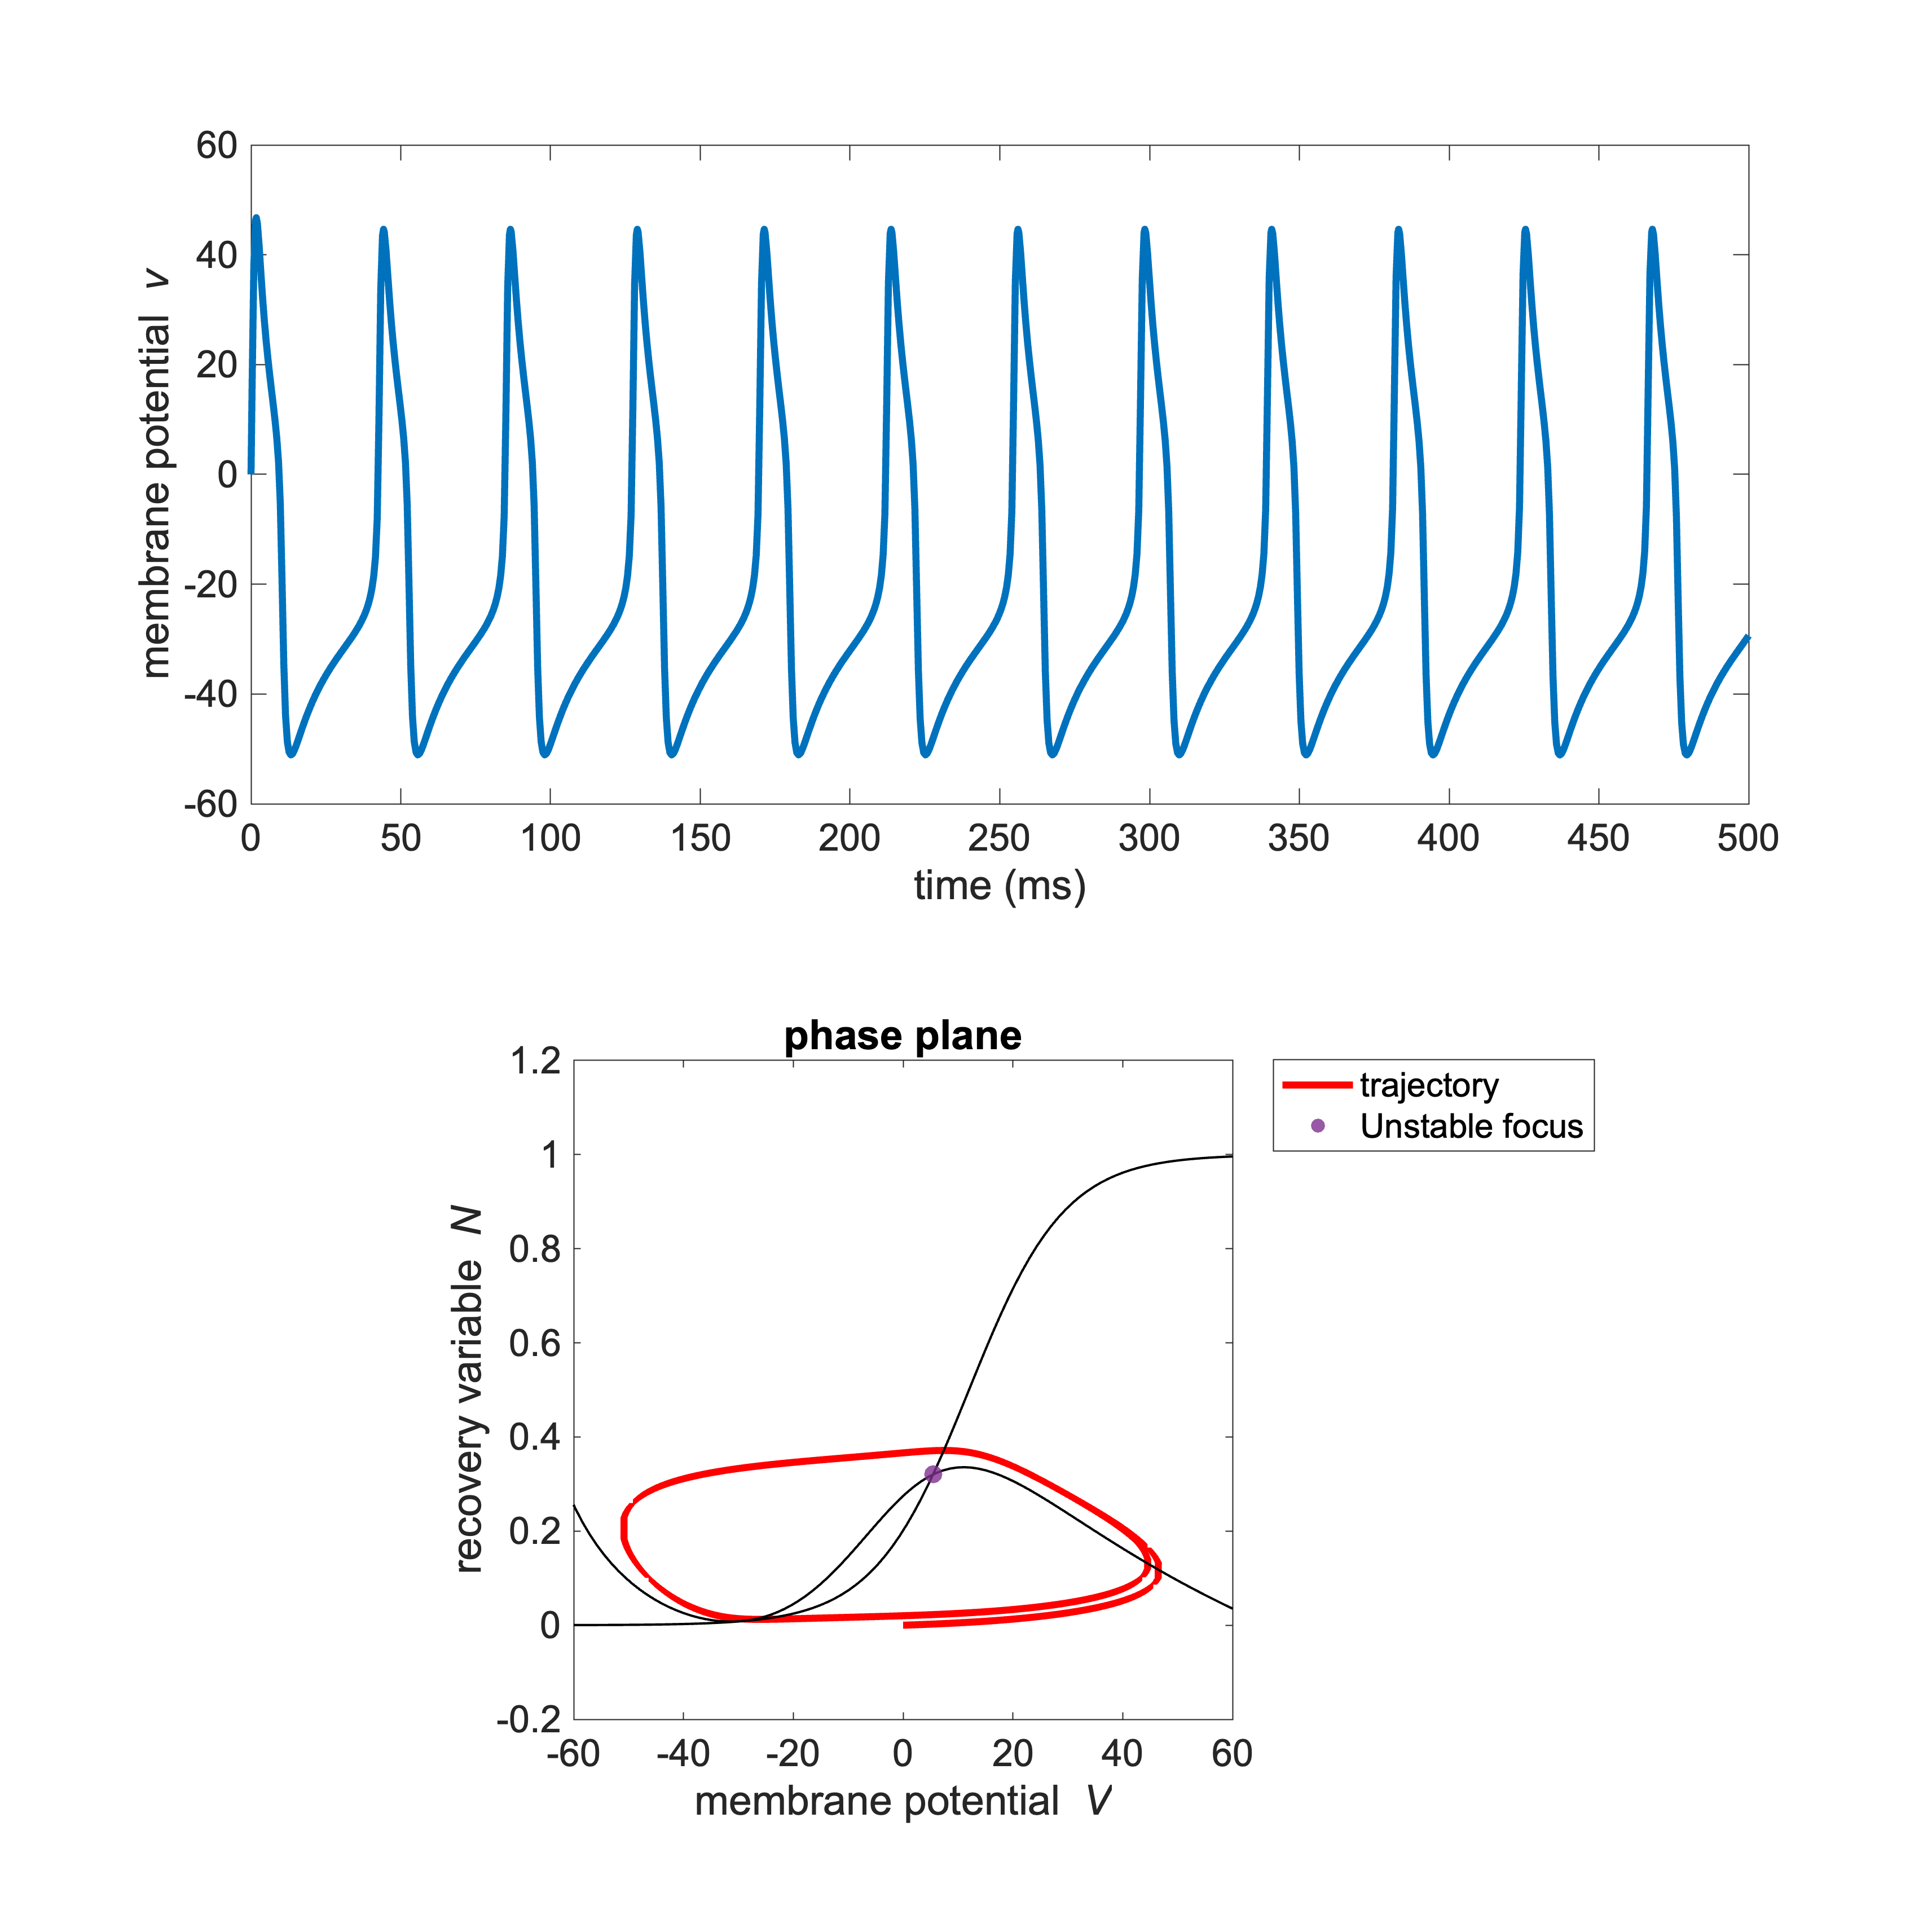 60
40
20
0
-20
-40
-60
membrane potential v
0 50 100 150 200 250 300 350 400 450 500
time (ms)
phase plane
1.2
1
0.8
0.6
0.4
0.2
0
-0.2
recovery variable N
-60 -40 -20 0 20 40 60
membrane potential V
trajectory
Unstable focus